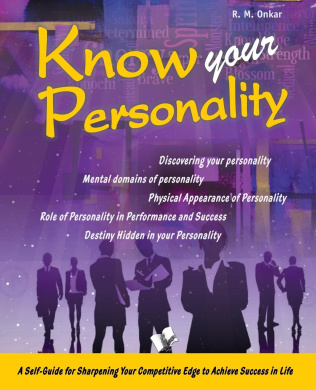 R. M. Onkar
Know your
Personality
Discovering your personality
Mental domains of personality
Physical Appearance of Personality
Role of Personality in Performance and Success
Destiny Hidden in your Personality
A Self-Guide for Sharpening Your Competitive Edge to Achieve Success in Life